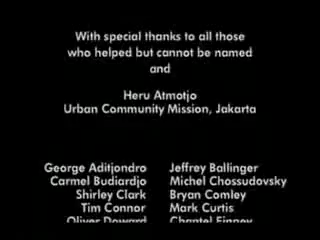 With special thanks to all those
who helped but cannot be named
and
Heru Atmotjo
Urban Community Mission, Jakarta
George Aditjondro Jeffrey Ballinger
Carmel Budiardjo Michel Chossudovsky
Shirley Clark Bryan Comley
Tim Connor Mark Curtis
Oliver Doward Chantel Finney